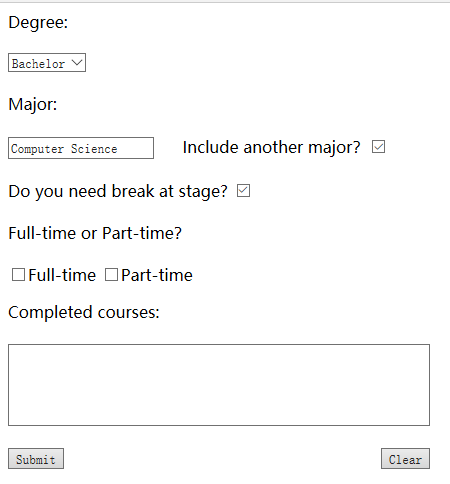 Degree:
Bachelor
Major:
Computer Science Include another major?
Do you need break at stage?
Full-time or Part-time?
Full-time Part-time
Completed courses:
Submit Clear